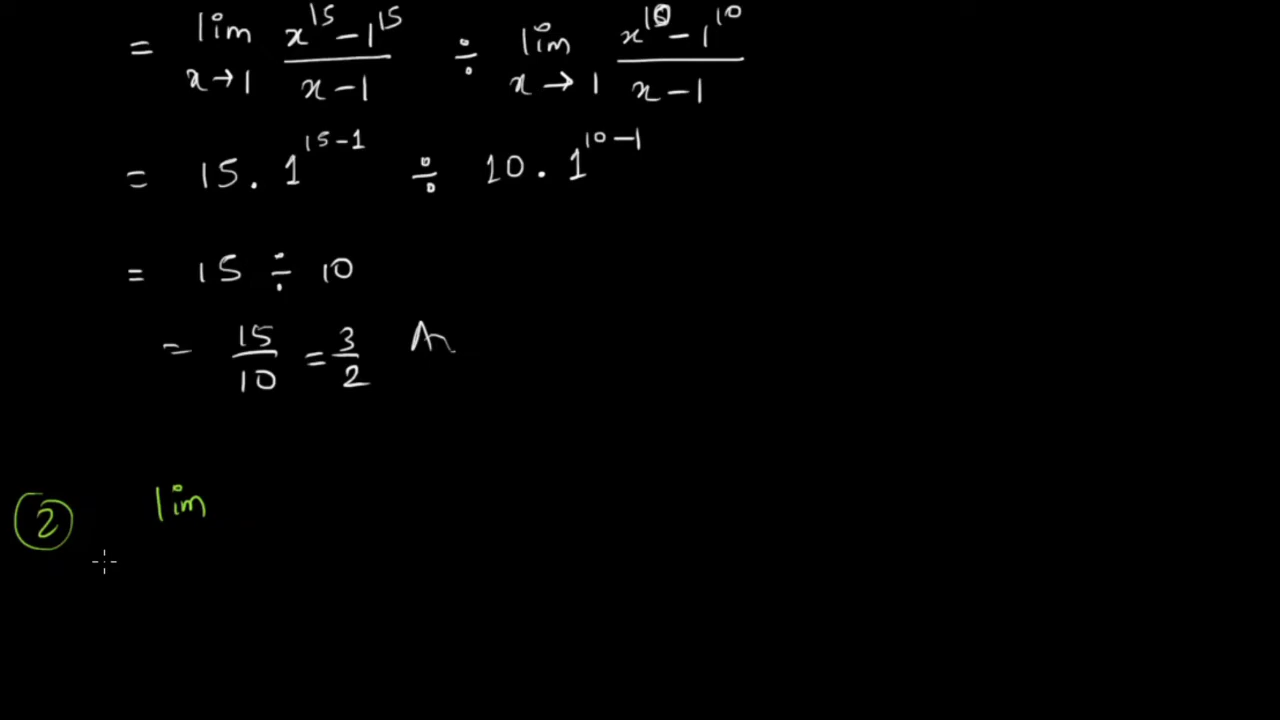 = lim x→1 (x^15 − 1^15)/(x − 1) ÷ lim x→1 (x^10 − 1^10)/(x − 1)
= 15 . 1^(15−1) ÷ 10 . 1^(10−1)
= 15 ÷ 10
= 15/10 = 3/2 An
② lim